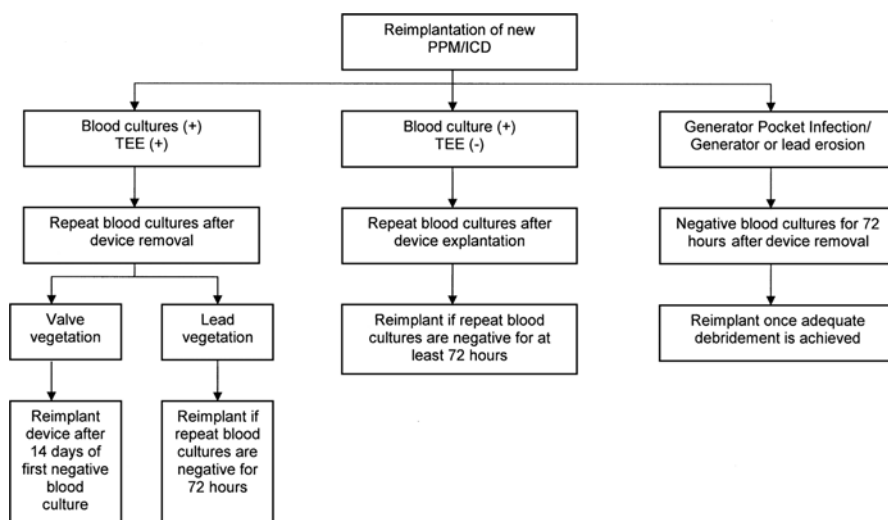 Reimplantation of new
PPM/ICD
Blood cultures (+)
TEE (+)
Blood culture (+)
TEE (-)
Generator Pocket Infection/
Generator or lead erosion
Repeat blood cultures after
device removal
Repeat blood cultures after
device explantation
Negative blood cultures for 72
hours after device removal
Valve
vegetation
Lead
vegetation
Reimplant if repeat blood
cultures are negative for at
least 72 hours
Reimplant once adequate
debridement is achieved
Reimplant
device after
14 days of
first negative
blood
culture
Reimplant if
repeat blood
cultures are
negative for
72 hours